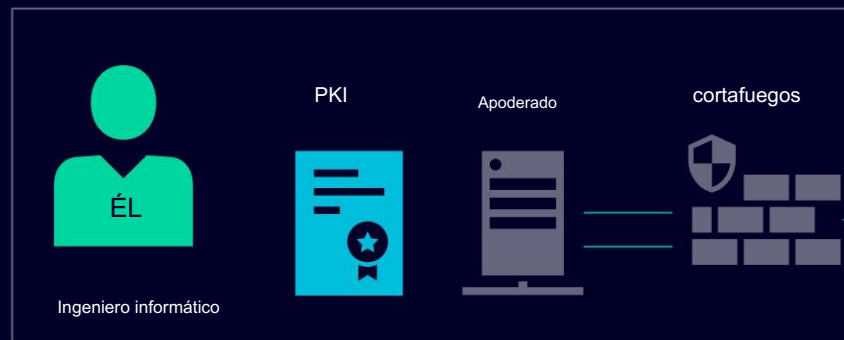 PKI
Apoderado
cortafuegos
ÉL
Ingeniero informático